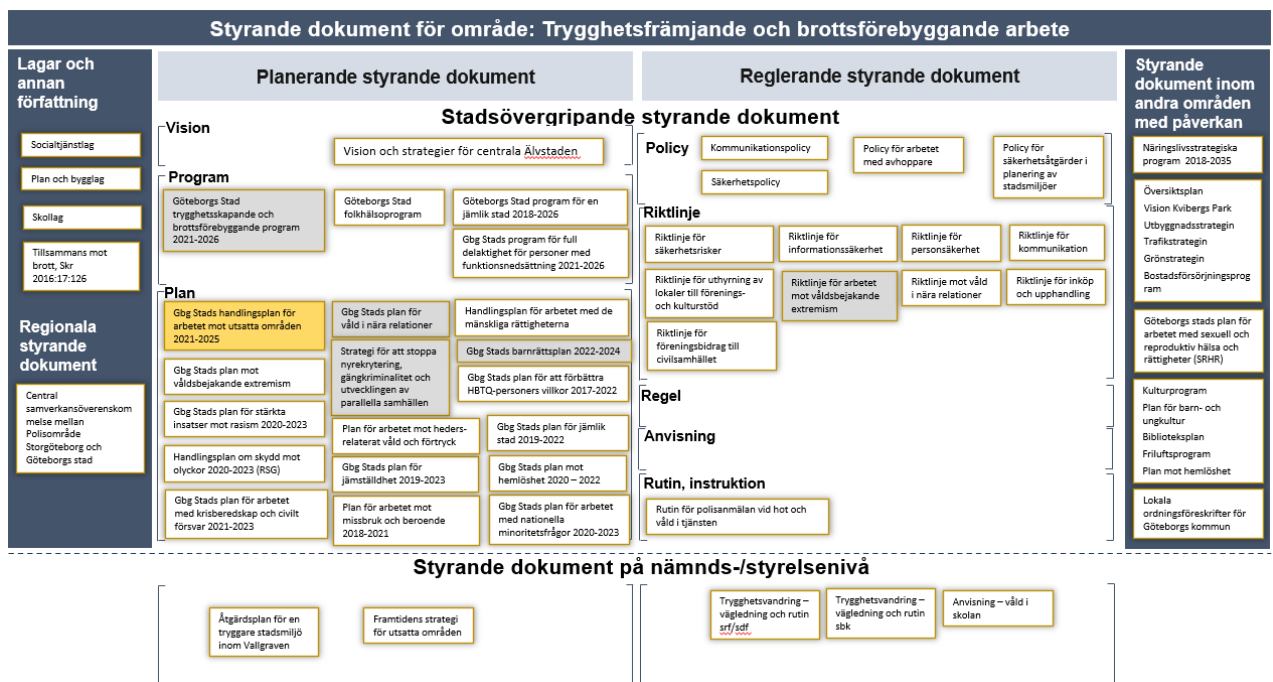 Styrande dokument för område: Trygghetsfrämjande och brottsförebyggande arbete
Lagar och
annan
författning
Socialtjänstlag
Plan och bygglag
Skollag
Tillsammans mot
brott, Skr
2016:17:126
Regionala
styrande
dokument
Central
samverkansöverenskom
melse mellan
Polisområde
Storgöteborg och
Göteborgs stad
Planerande styrande dokument
Reglerande styrande dokument
Stadsövergripande styrande dokument
Vision
Vision och strategier för centrala Älvstaden
Program
Göteborgs Stad
trygghetsskapande och
brottsförebyggande program
2021-2026
Göteborgs Stad
folkhälsoprogram
Göteborgs Stad program för en
jämlik stad 2018-2026
Gbg Stads program för full
delaktighet för personer med
funktionsnedsättning 2021-2026
Plan
Gbg Stads handlingsplan för
arbetet mot utsatta områden
2021-2025
Gbg Stads plan mot
våldsbejakande extremism
Gbg Stads plan för stärkta
insatser mot rasism 2020-2023
Handlingsplan om skydd mot
olyckor 2020-2023 (RSG)
Gbg Stads plan för arbetet
med krisberedskap och civilt
försvar 2021-2023
Gbg Stads plan för
våld i nära relationer
Strategi för att stoppa
nyrekrytering,
gängkriminalitet och
utvecklingen av
parallella samhällen
Plan för arbetet mot heders-
relaterat våld och förtryck
Gbg Stads plan för
jämställdhet 2019-2023
Plan för arbetet mot
missbruk och beroende
2018-2021
Handlingsplan för arbetet med de
mänskliga rättigheterna
Gbg Stads barnrättsplan 2022-2024
Gbg Stads plan för att förbättra
HBTQ-personers villkor 2017-2022
Gbg Stads plan för jämlik
stad 2019-2022
Gbg Stads plan mot
hemlöshet 2020 – 2022
Gbg Stads plan för arbetet
med nationella
minoritetsfrågor 2020-2023
Policy
Kommunikationspolicy
Säkerhetspolicy
Policy för arbetet
med avhoppare
Policy för
säkerhetsåtgärder i
planering av
stadsmiljöer
Riktlinje
Riktlinje för
säkerhetsrisker
Riktlinje för
informationssäkerhet
Riktlinje för
personsäkerhet
Riktlinje för
kommunikation
Riktlinje för uthyrning av
lokaler till förenings-
och kulturstöd
Riktlinje för arbetet
mot våldsbejakande
extremism
Riktlinje mot våld
i nära relationer
Riktlinje för inköp
och upphandling
Riktlinje för
föreningsbidrag till
civilsamhället
Regel
Anvisning
Rutin, instruktion
Rutin för polisanmälan vid hot och
våld i tjänsten
Styrande
dokument inom
andra områden
med påverkan
Näringslivsstrategiska
program 2018-2035
Översiktsplan
Vision Kvibergs Park
Utbyggnadsstrategin
Trafikstrategin
Grönstrategin
Bostadsförsörjningsprog
ram
Göteborgs stads plan för
arbetet med sexuell och
reproduktiv hälsa och
rättigheter (SRHR)
Kulturprogram
Plan för barn- och
ungkultur
Biblioteksplan
Friluftsprogram
Plan mot hemlöshet
Lokala
ordningsföreskrifter för
Göteborgs kommun
Styrande dokument på nämnds-/styrelsenivå
Åtgärdsplan för en
tryggare stadsmiljö
inom Vallgraven
Framtidens strategi
för utsatta områden
Trygghetsvandring –
vägledning och rutin
srf/sdf
Trygghetsvandring –
vägledning och rutin
sbk
Anvisning – våld i
skolan